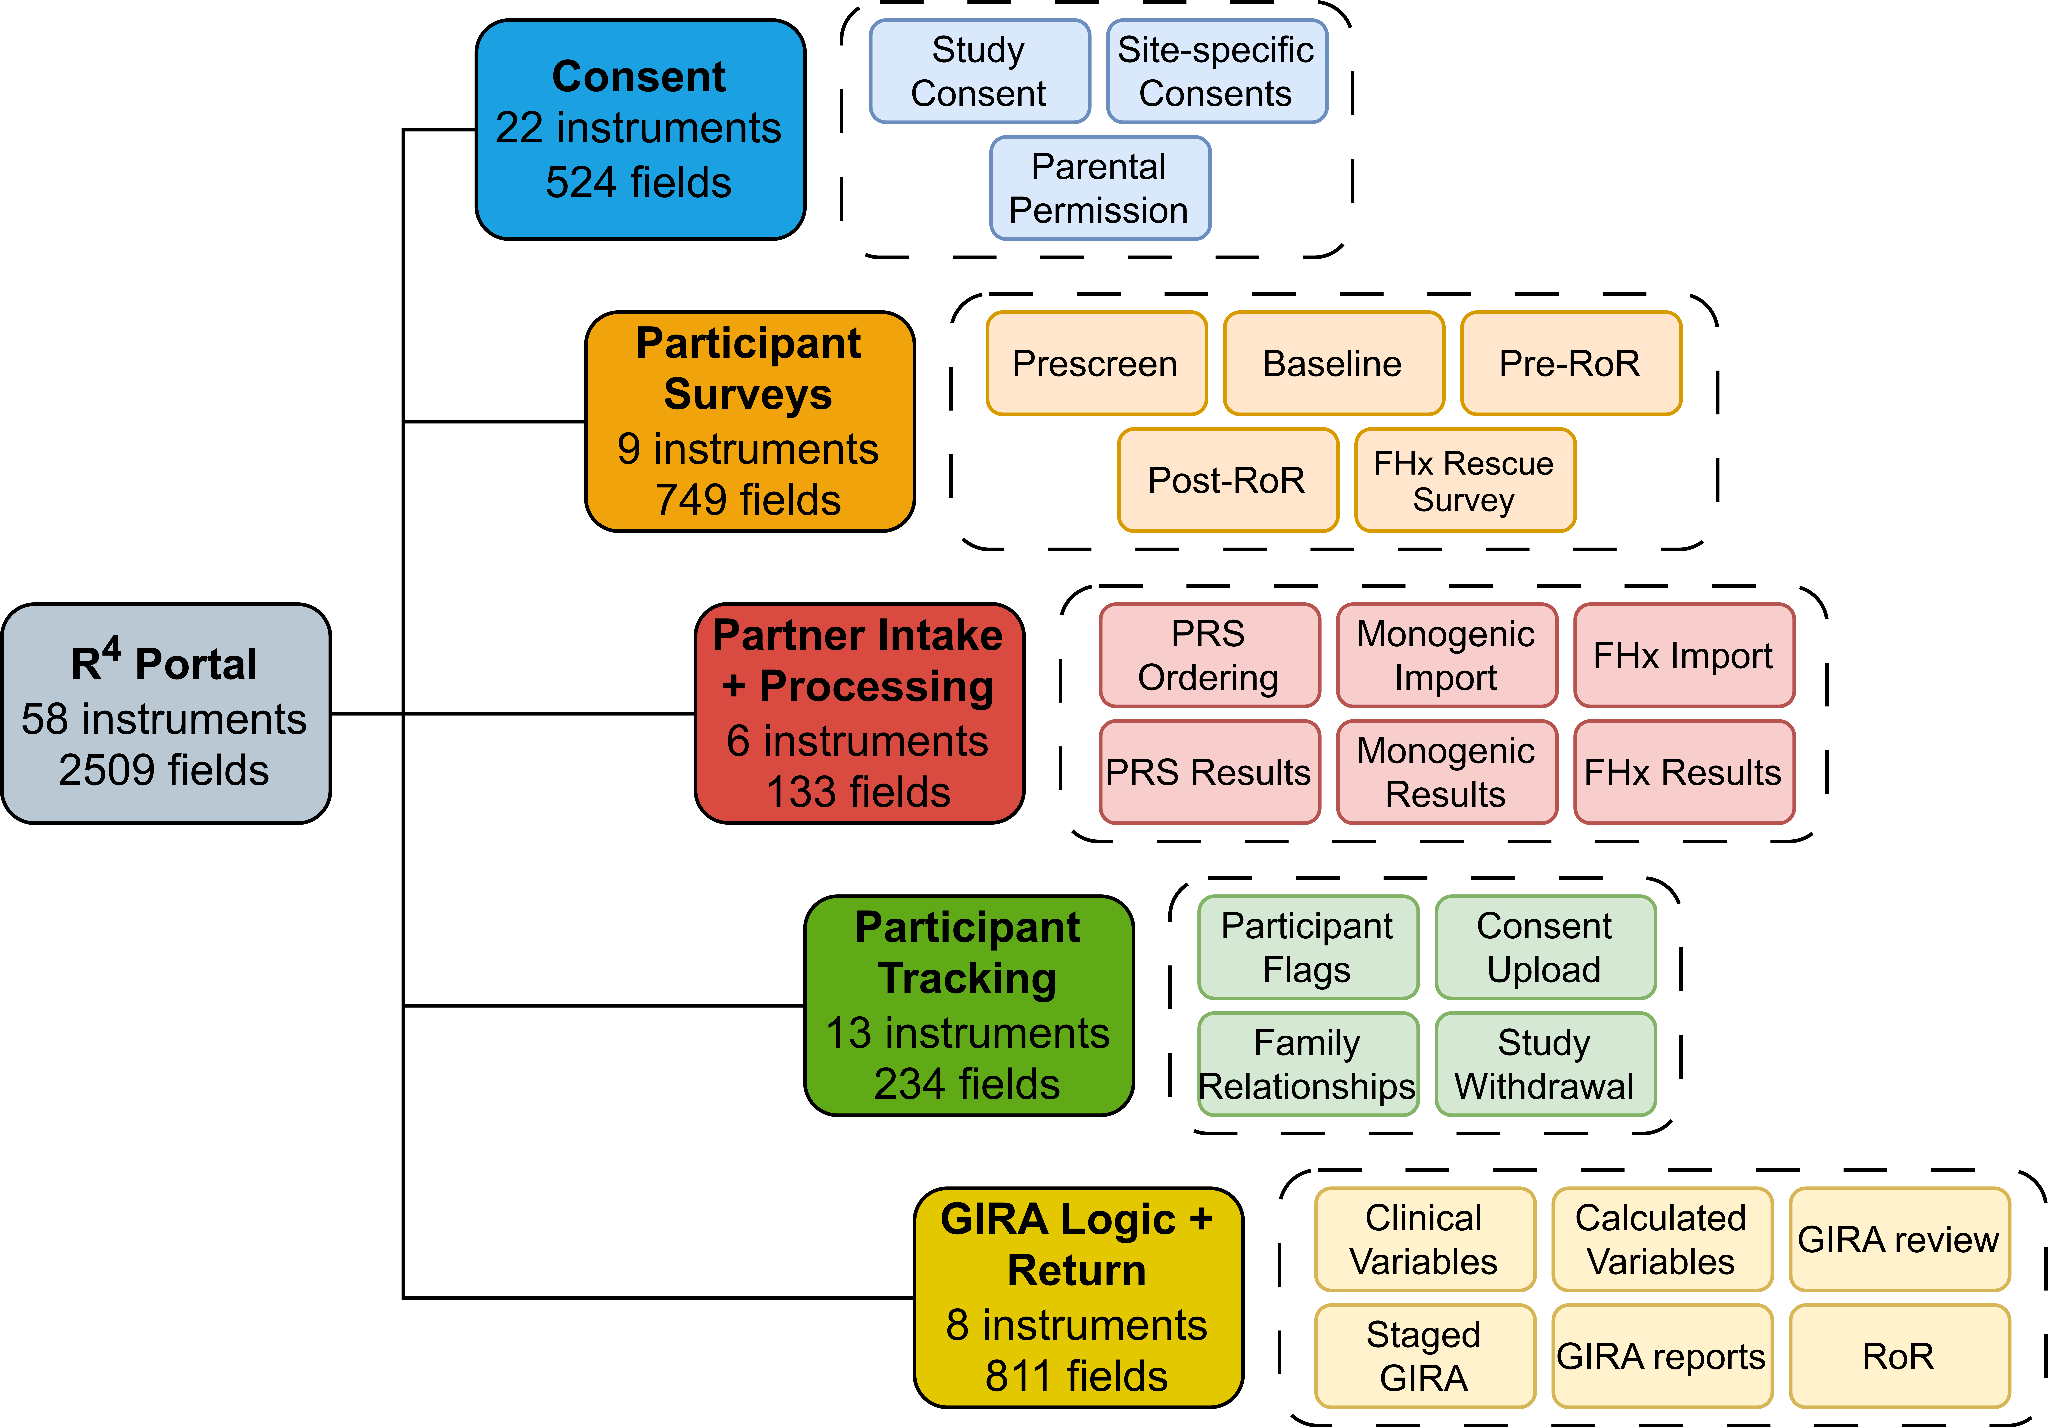 Consent
22 instruments
524 fields
Study
Consent
Site-specific
Consents
Parental
Permission
Participant
Surveys
9 instruments
749 fields
Prescreen
Baseline
Pre-RoR
Post-RoR
FHx Rescue
Survey
R⁴ Portal
58 instruments
2509 fields
Partner Intake
+ Processing
6 instruments
133 fields
PRS
Ordering
Monogenic
Import
FHx Import
PRS Results
Monogenic
Results
FHx Results
Participant
Tracking
13 instruments
234 fields
Participant
Flags
Consent
Upload
Family
Relationships
Study
Withdrawal
GIRA Logic +
Return
8 instruments
811 fields
Clinical
Variables
Calculated
Variables
GIRA review
Staged
GIRA
GIRA reports
RoR